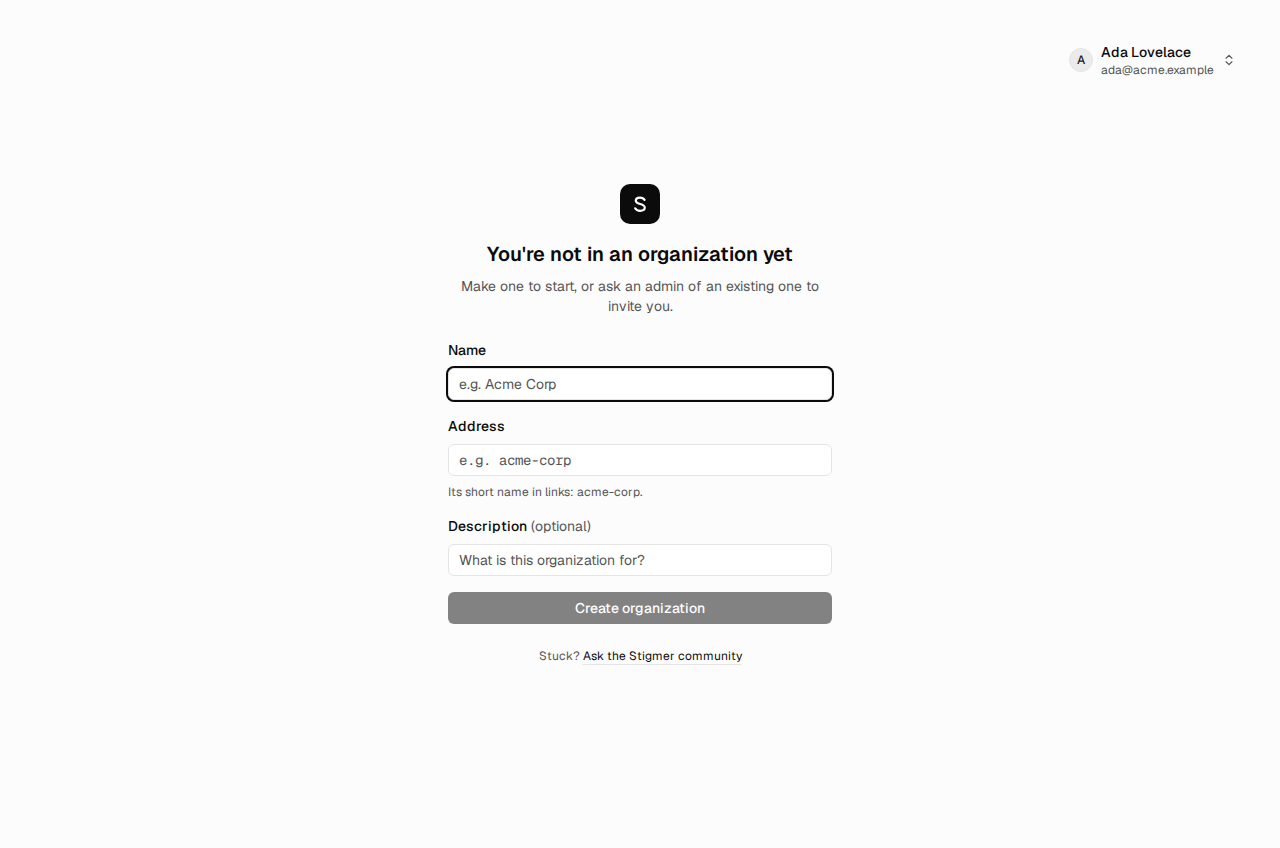 A
Ada Lovelace
ada@acme.example
S
You're not in an organization yet
Make one to start, or ask an admin of an existing one to
invite you.
Name
e.g. Acme Corp
Address
e.g. acme-corp
Its short name in links: acme-corp.
Description (optional)
What is this organization for?
Create organization
Stuck? Ask the Stigmer community